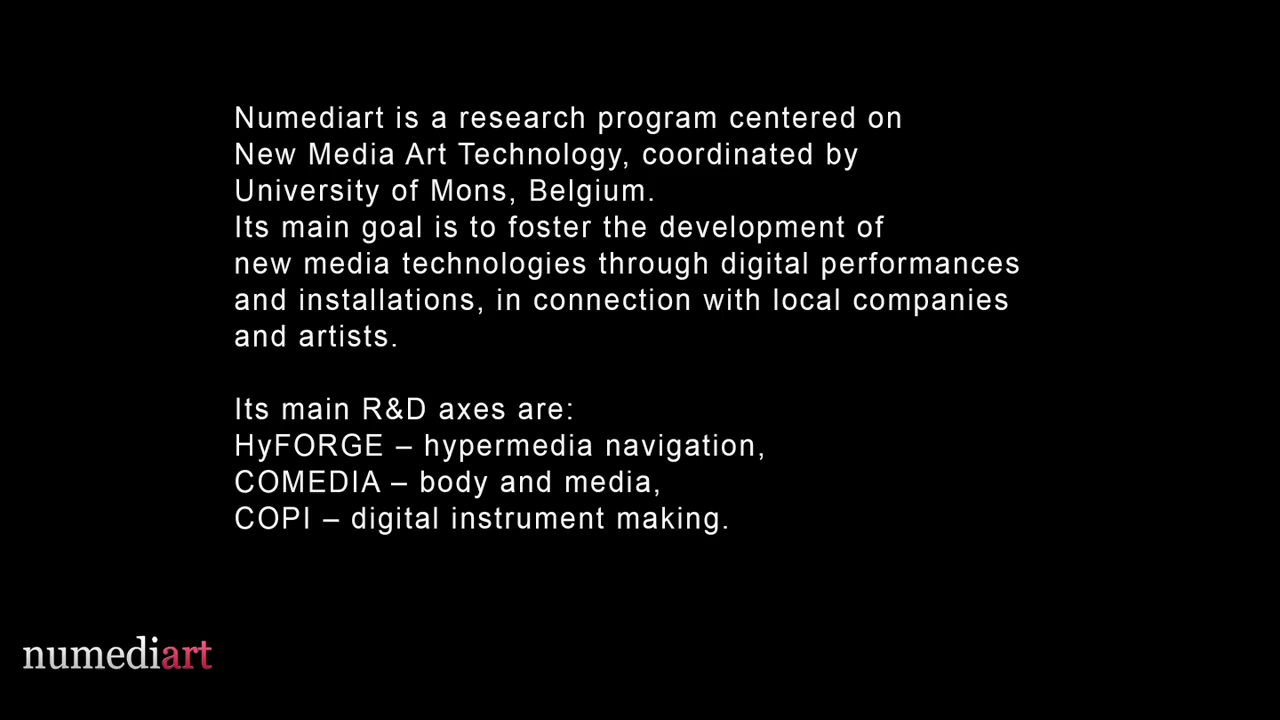 Numediart is a research program centered on
New Media Art Technology, coordinated by
University of Mons, Belgium.
Its main goal is to foster the development of
new media technologies through digital performances
and installations, in connection with local companies
and artists.
Its main R&D axes are:
HyFORGE – hypermedia navigation,
COMEDIA – body and media,
COPI – digital instrument making.
numediart